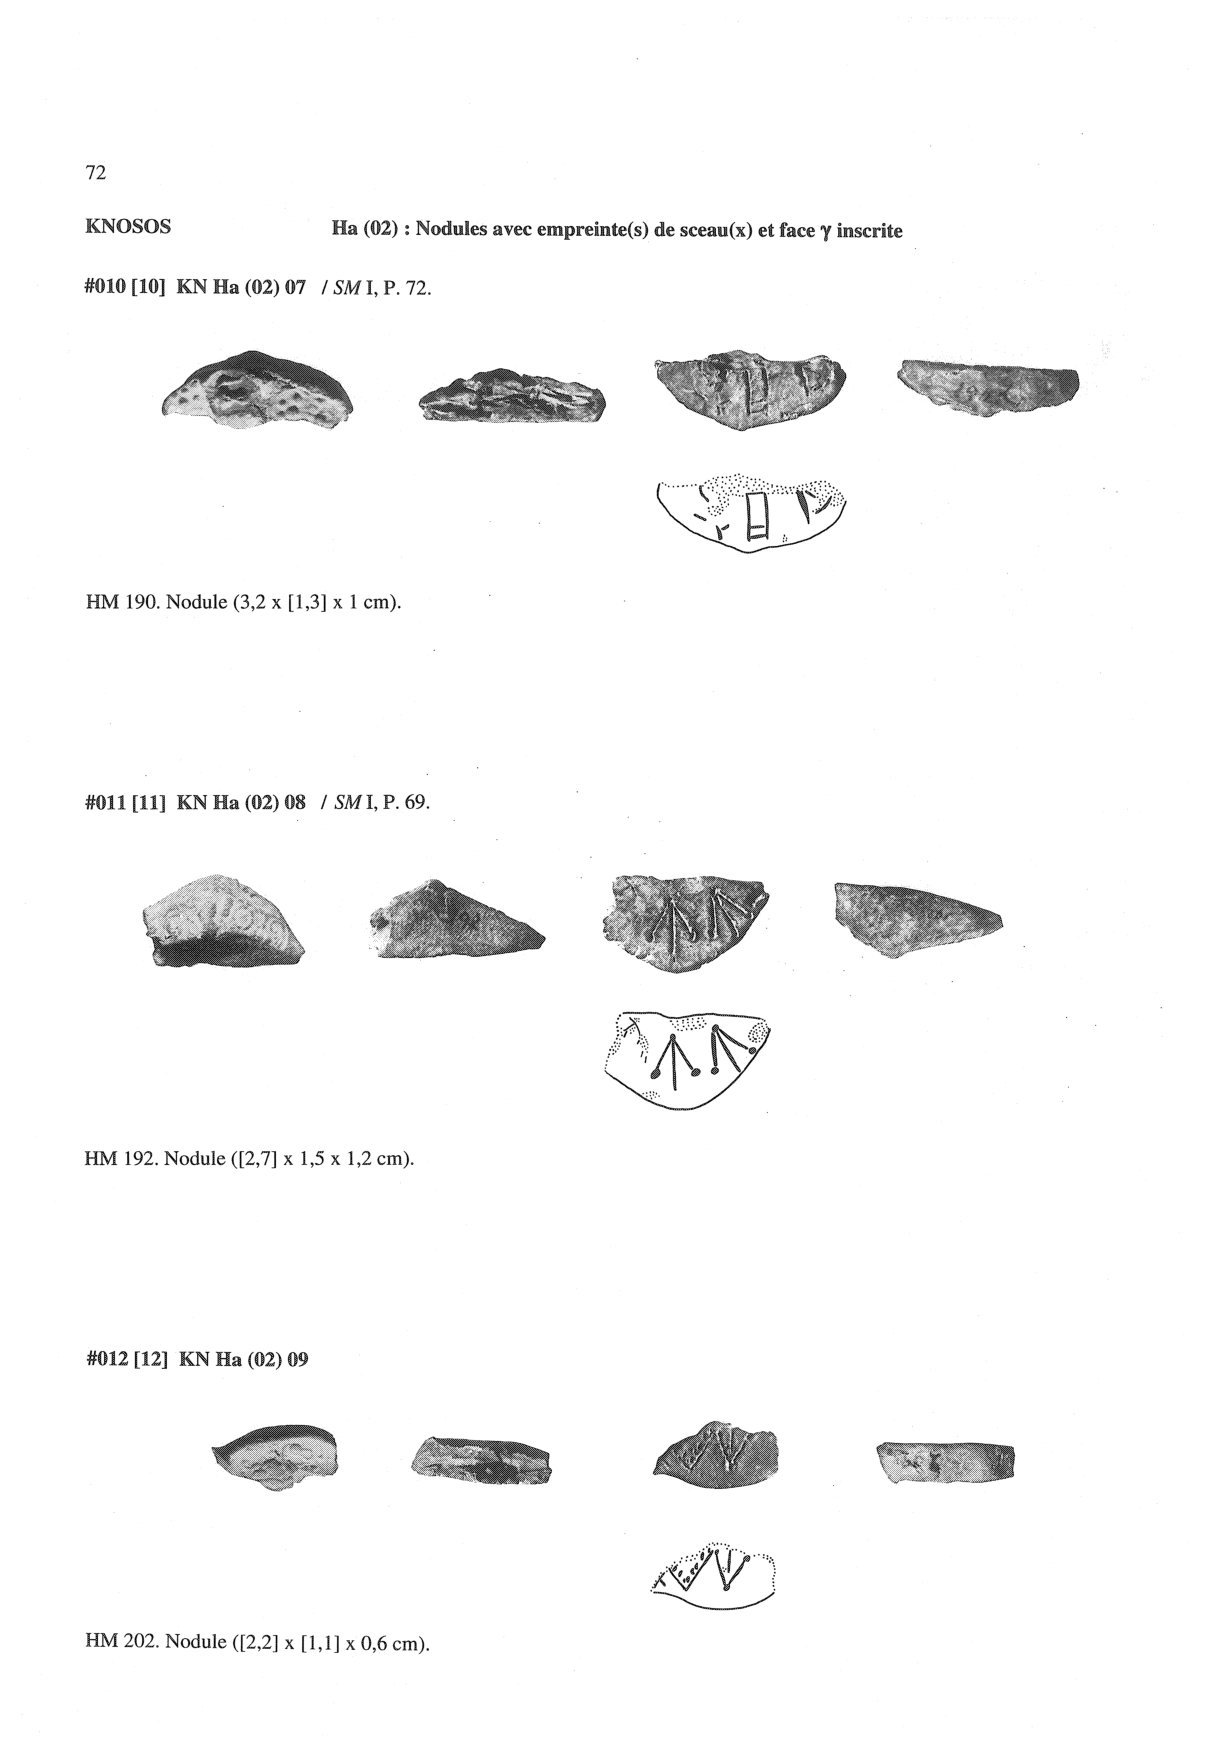 72
KNOSOS Ha (02) : Nodules avec empreinte(s) de sceau(x) et face γ inscrite
#010 [10] KN Ha (02) 07 / SM I, P. 72.
HM 190. Nodule (3,2 x [1,3] x 1 cm).
#011 [11] KN Ha (02) 08 / SM I, P. 69.
HM 192. Nodule ([2,7] x 1,5 x 1,2 cm).
#012 [12] KN Ha (02) 09
HM 202. Nodule ([2,2] x [1,1] x 0,6 cm).